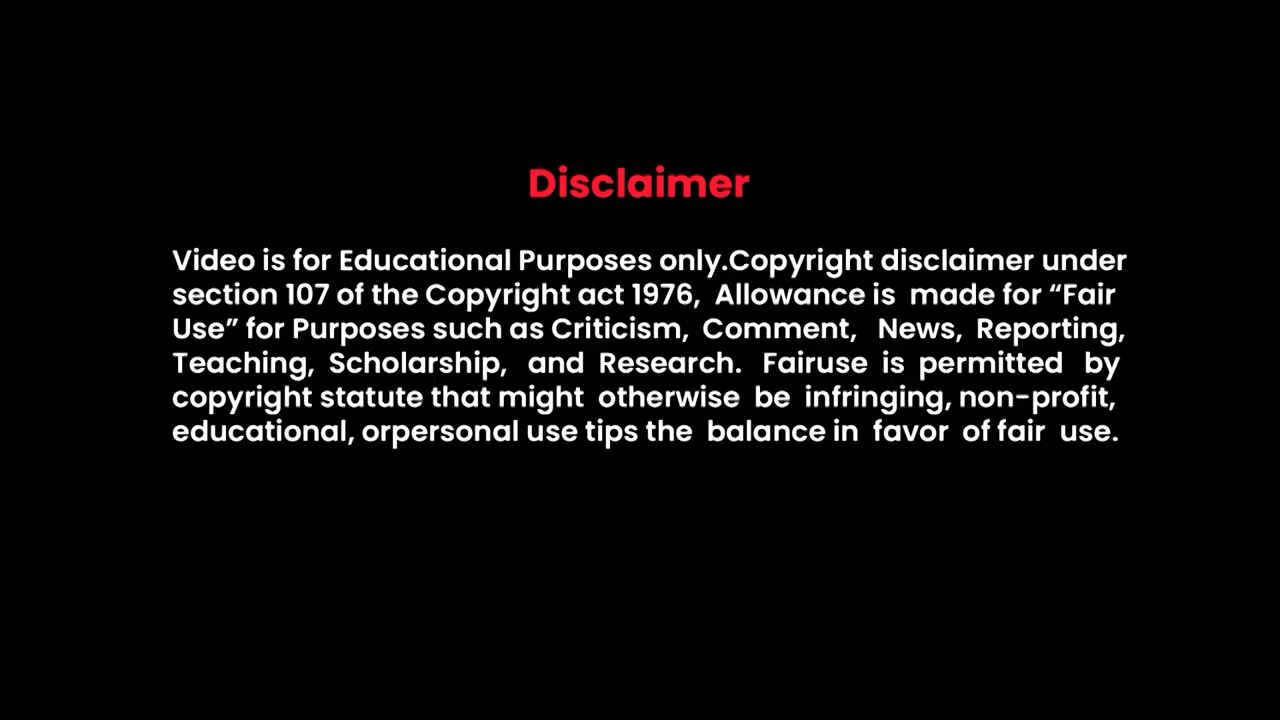 Disclaimer
Video is for Educational Purposes only.Copyright disclaimer under
section 107 of the Copyright act 1976, Allowance is made for “Fair
Use” for Purposes such as Criticism, Comment, News, Reporting,
Teaching, Scholarship, and Research. Fairuse is permitted by
copyright statute that might otherwise be infringing, non-profit,
educational, orpersonal use tips the balance in favor of fair use.